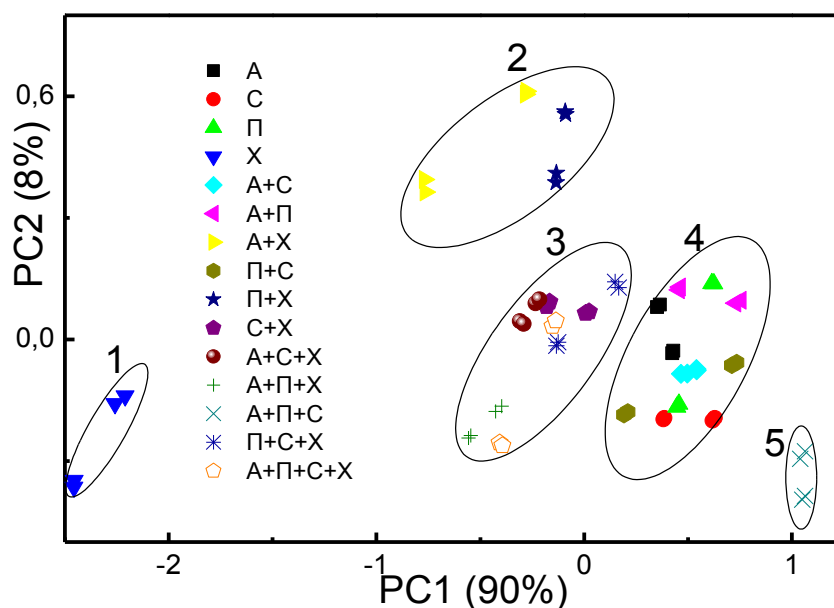 2
0,6
А
С
П
Х
А+С
А+П
А+Х
П+С
П+Х
С+Х
А+С+Х
А+П+Х
А+П+С
П+С+Х
А+П+С+Х
3
4
0,0
1
5
PC2 (8%)
-2
-1
0
1
PC1 (90%)